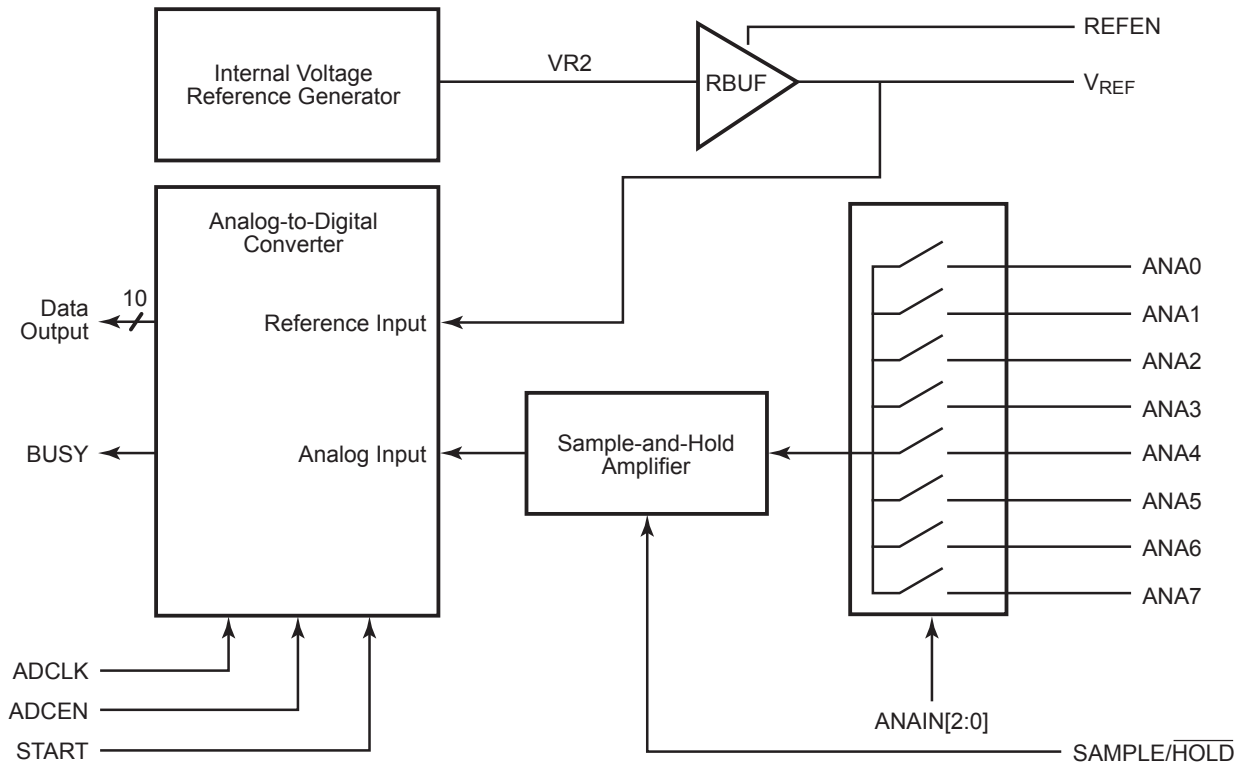 REFEN
Internal Voltage
Reference Generator
VR2
RBUF
VREF
Analog-to-Digital
Converter
ANA0
10
Data
Output
Reference Input
ANA1
ANA2
ANA3
BUSY
Analog Input
Sample-and-Hold
Amplifier
ANA4
ANA5
ANA6
ANA7
ADCLK
ADCEN
START
ANAIN[2:0]
SAMPLE/HOLD